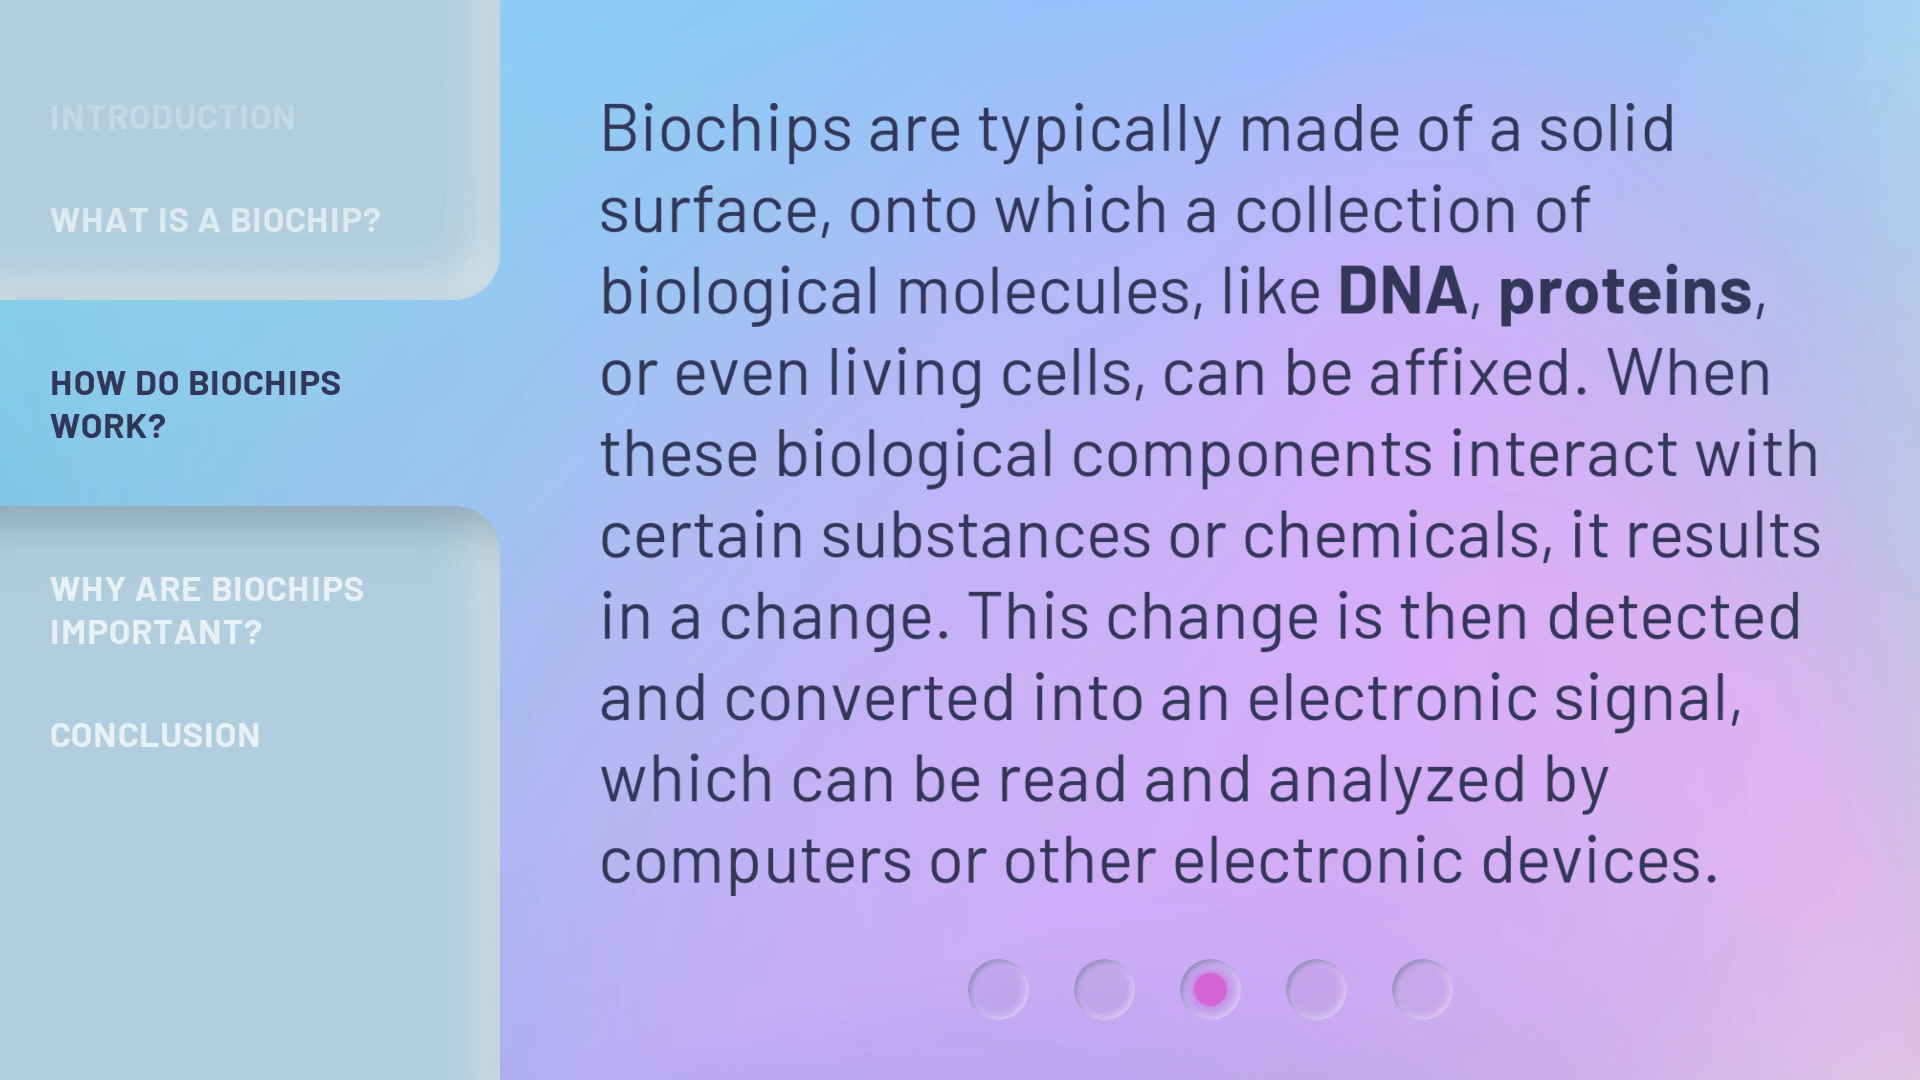 INTRODUCTION
WHAT IS A BIOCHIP?
HOW DO BIOCHIPS
WORK?
WHY ARE BIOCHIPS
IMPORTANT?
CONCLUSION
Biochips are typically made of a solid
surface, onto which a collection of
biological molecules, like DNA, proteins,
or even living cells, can be affixed. When
these biological components interact with
certain substances or chemicals, it results
in a change. This change is then detected
and converted into an electronic signal,
which can be read and analyzed by
computers or other electronic devices.